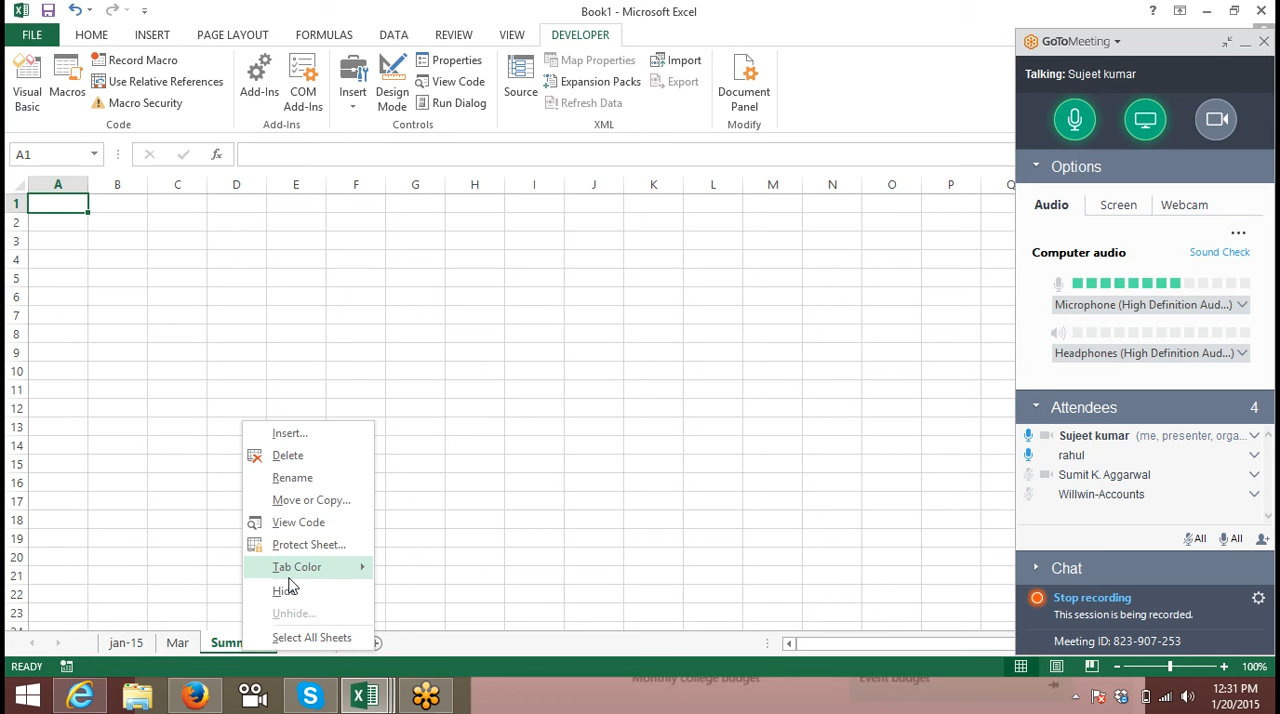 Book1 - Microsoft Excel
FILE HOME INSERT PAGE LAYOUT FORMULAS DATA REVIEW VIEW DEVELOPER
Visual Basic
Macros
Record Macro
Use Relative References
Macro Security
Code
Add-Ins
COM Add-Ins
Add-Ins
Insert
Design Mode
Properties
View Code
Run Dialog
Controls
Source
Map Properties
Expansion Packs
Refresh Data
Import
Export
XML
Document Panel
Modify
A1
fx
A B C D E F G H I J K L M N O P Q
1
2
3
4
5
6
7
8
9
10
11
12
13
14
15
16
17
18
19
20
21
22
23
Insert...
Delete
Rename
Move or Copy...
View Code
Protect Sheet...
Tab Color
Hide
Unhide...
Select All Sheets
jan-15 Mar Summ
READY
100%
GoToMeeting
Talking: Sujeet kumar
Options
Audio Screen Webcam
Computer audio Sound Check
Microphone (High Definition Aud...)
Headphones (High Definition Aud...)
Attendees 4
Sujeet kumar (me, presenter, orga...
rahul
Sumit K. Aggarwal
Willwin-Accounts
All All
Chat
Stop recording
This session is being recorded.
Meeting ID: 823-907-253
Monthly college budget
Event budget
12:31 PM
1/20/2015